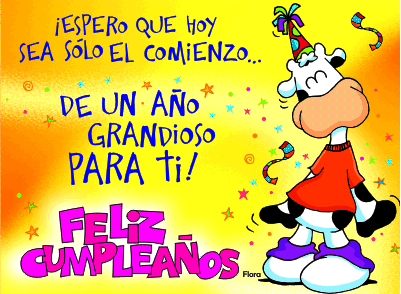 ¡ESPERO QUE HOY
SEA SÓLO EL COMIENZO...
DE UN AÑO
GRANDIOSO
PARA TI!
FELIZ
CUMPLEAÑOS
Flora